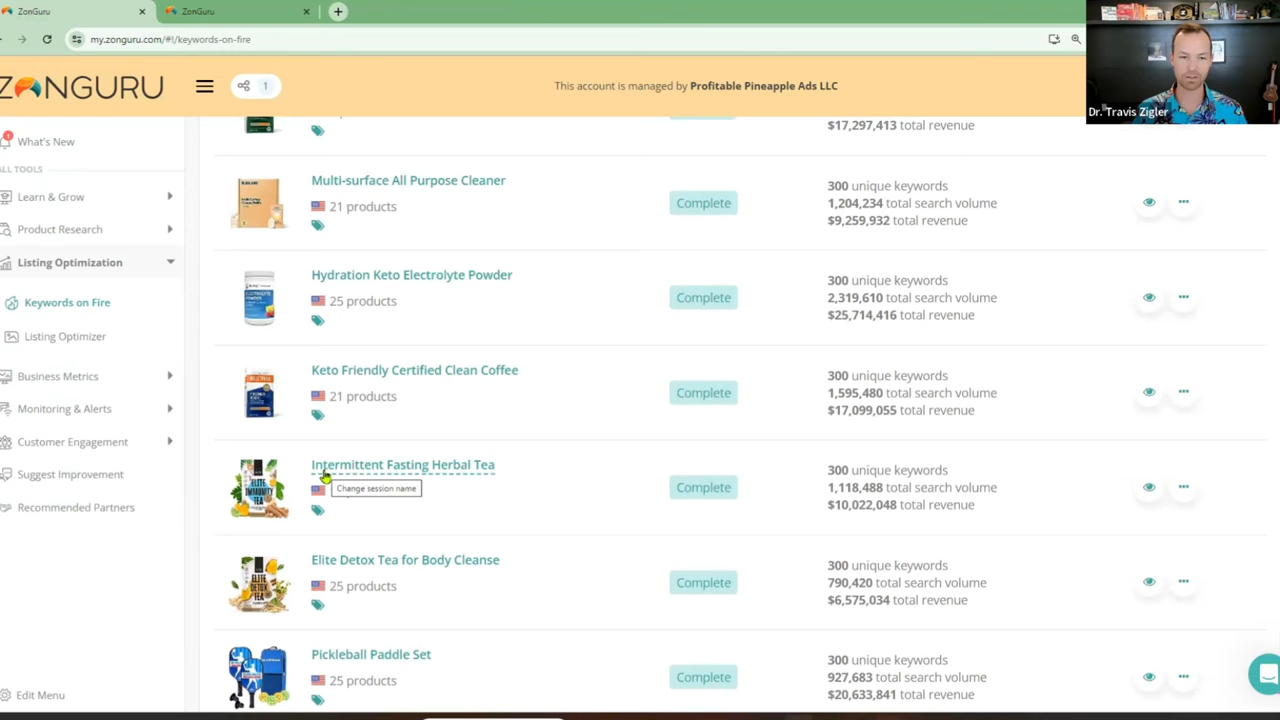 ZonGuru
ZonGuru
my.zonguru.com/#!/keywords-on-fire
ZONGURU
1
This account is managed by Profitable Pineapple Ads LLC
Dr. Travis Zigler
1
What's New
ALL TOOLS
Learn & Grow
Product Research
Listing Optimization
Keywords on Fire
Listing Optimizer
Business Metrics
Monitoring & Alerts
Customer Engagement
Suggest Improvement
Recommended Partners
Edit Menu
$17,297,413 total revenue
Multi-surface All Purpose Cleaner
21 products
Complete
300 unique keywords
1,204,234 total search volume
$9,259,932 total revenue
Hydration Keto Electrolyte Powder
25 products
Complete
300 unique keywords
2,319,610 total search volume
$25,714,416 total revenue
Keto Friendly Certified Clean Coffee
21 products
Complete
300 unique keywords
1,595,480 total search volume
$17,099,055 total revenue
ELITE
IMMUNITY
TEA
Intermittent Fasting Herbal Tea
Change session name
Complete
300 unique keywords
1,118,488 total search volume
$10,022,048 total revenue
ELITE
DETOX
TEA
Elite Detox Tea for Body Cleanse
25 products
Complete
300 unique keywords
790,420 total search volume
$6,575,034 total revenue
Pickleball Paddle Set
25 products
Complete
300 unique keywords
927,683 total search volume
$20,633,841 total revenue